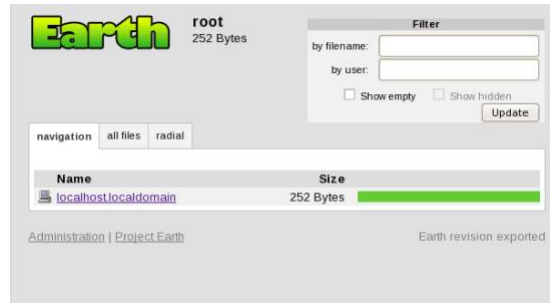 Earth
root
252 Bytes
Filter
by filename:
by user:
Show empty Show hidden
Update
navigation all files radial
Name Size
localhost.localdomain 252 Bytes
Administration | Project Earth
Earth revision exported